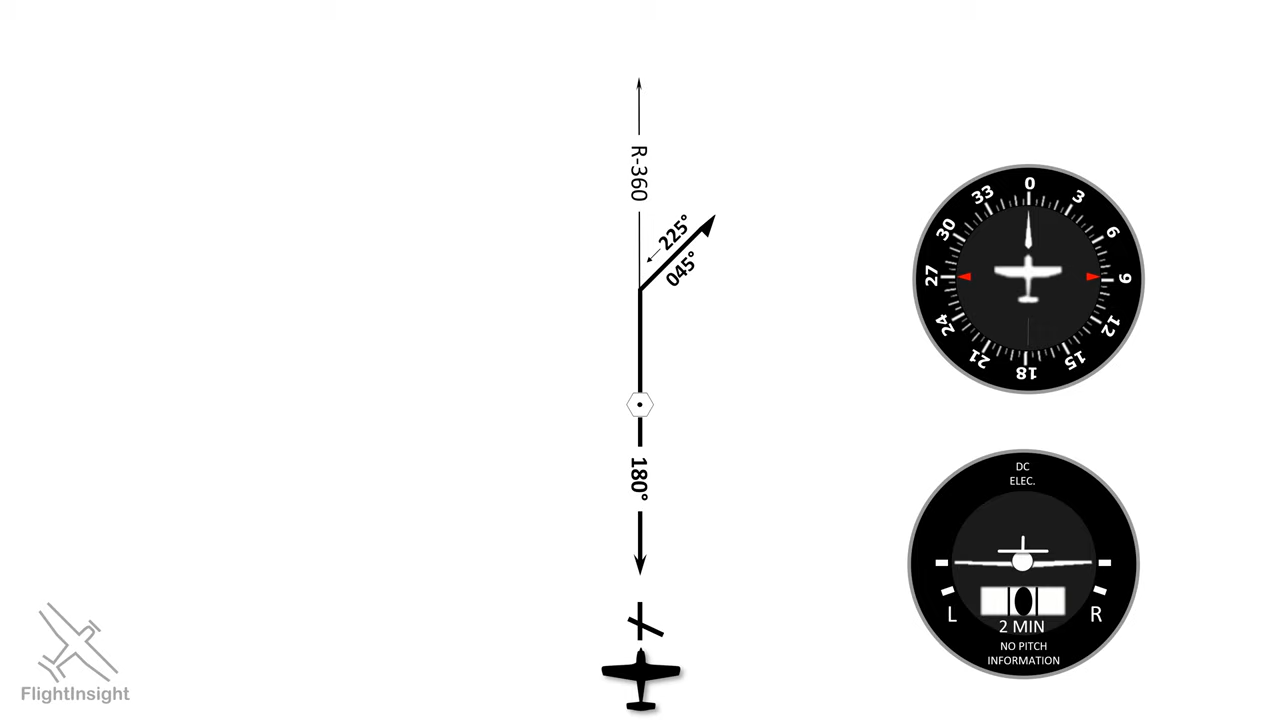 R-360
225°
045°
180°
0
3
6
9
12
15
18
21
24
27
30
33
DC
ELEC.
L
R
2 MIN
NO PITCH
INFORMATION
FlightInsight